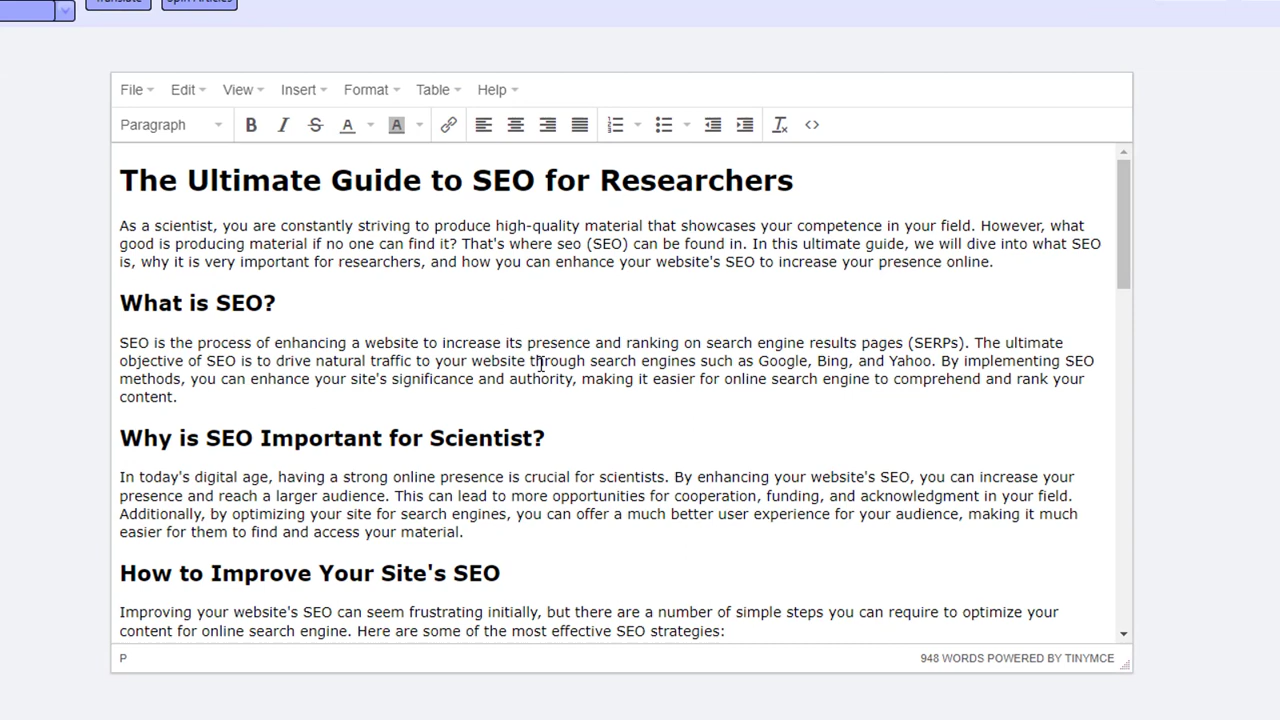 Translate Spin Articles
File Edit View Insert Format Table Help
Paragraph B I S A A
The Ultimate Guide to SEO for Researchers
As a scientist, you are constantly striving to produce high-quality material that showcases your competence in your field. However, what
good is producing material if no one can find it? That's where seo (SEO) can be found in. In this ultimate guide, we will dive into what SEO
is, why it is very important for researchers, and how you can enhance your website's SEO to increase your presence online.
What is SEO?
SEO is the process of enhancing a website to increase its presence and ranking on search engine results pages (SERPs). The ultimate
objective of SEO is to drive natural traffic to your website through search engines such as Google, Bing, and Yahoo. By implementing SEO
methods, you can enhance your site's significance and authority, making it easier for online search engine to comprehend and rank your
content.
Why is SEO Important for Scientist?
In today's digital age, having a strong online presence is crucial for scientists. By enhancing your website's SEO, you can increase your
presence and reach a larger audience. This can lead to more opportunities for cooperation, funding, and acknowledgment in your field.
Additionally, by optimizing your site for search engines, you can offer a much better user experience for your audience, making it much
easier for them to find and access your material.
How to Improve Your Site's SEO
Improving your website's SEO can seem frustrating initially, but there are a number of simple steps you can require to optimize your
content for online search engine. Here are some of the most effective SEO strategies:
P 948 WORDS POWERED BY TINYMCE